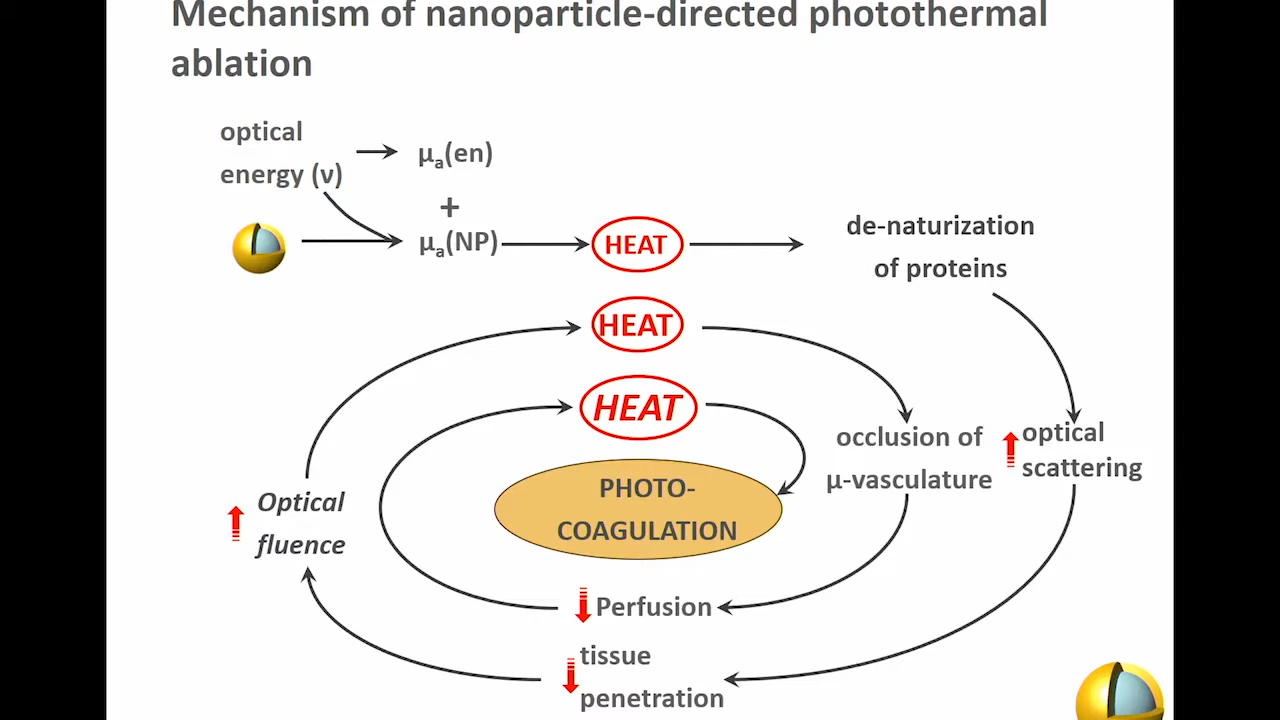 Mechanism of nanoparticle-directed photothermal
ablation
optical
energy (ν)
μa(en)
+
μa(NP)
HEAT
de-naturization
of proteins
HEAT
HEAT
occlusion of
μ-vasculature
optical
scattering
PHOTO-
COAGULATION
Optical
fluence
Perfusion
tissue
penetration